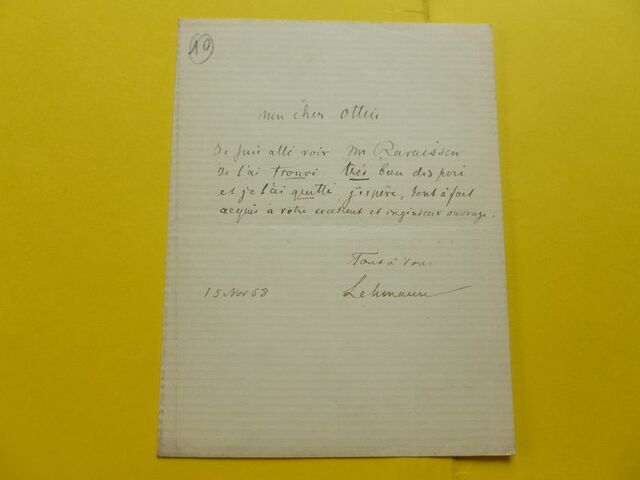 10
mon cher Ottin
Je suis allé voir Mr Ravaisson
Je l'ai trouvé très bien disposé
et je l'ai quitté, j'espère, tout à fait
acquis à votre excellent et ingénieux ouvrage.
Tout à vous
15 Nov 68
Lehmann